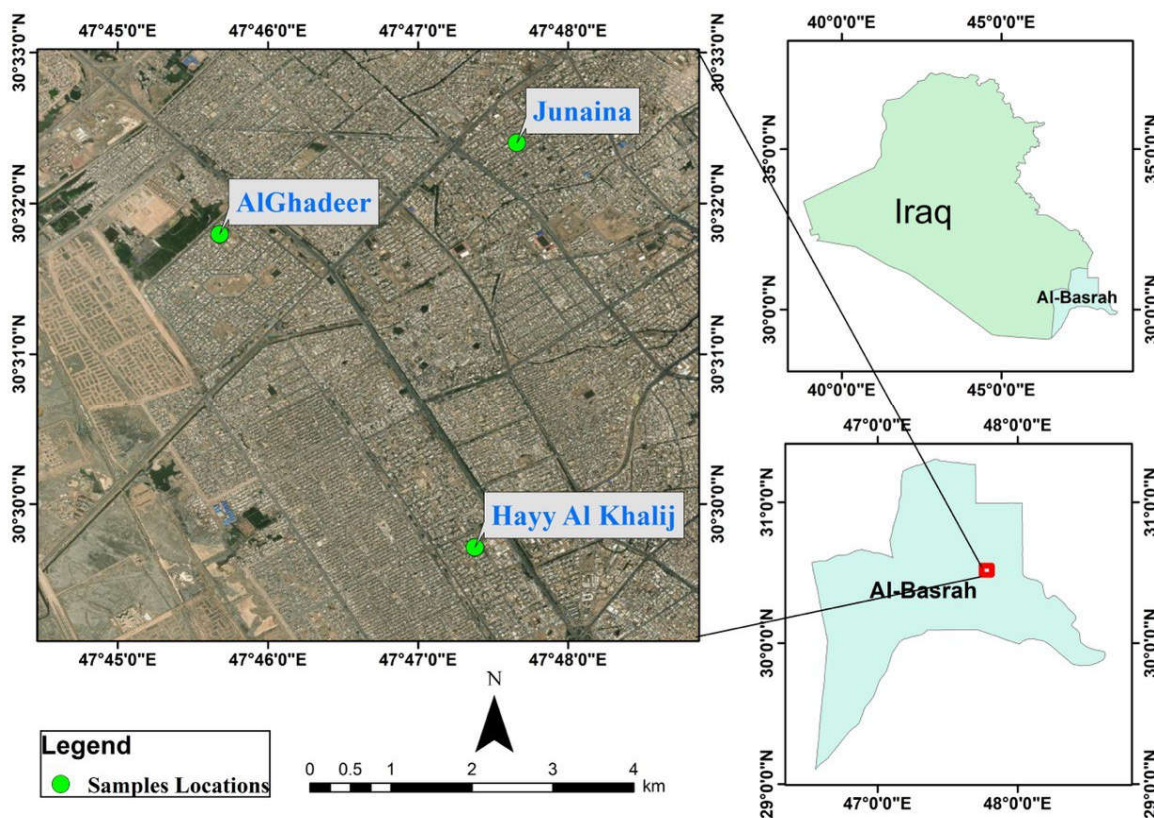 47°45'0"E 47°46'0"E 47°47'0"E 47°48'0"E
30°33'0"N
30°32'0"N
30°31'0"N
30°30'0"N
30°33'0"N
30°32'0"N
30°31'0"N
30°30'0"N
Junaina
AlGhadeer
Hayy Al Khalij
47°45'0"E 47°46'0"E 47°47'0"E 47°48'0"E
40°0'0"E 45°0'0"E
35°0'0"N
30°0'0"N
35°0'0"N
30°0'0"N
Iraq
Al-Basrah
40°0'0"E 45°0'0"E
47°0'0"E 48°0'0"E
31°0'0"N
30°0'0"N
29°0'0"N
31°0'0"N
30°0'0"N
29°0'0"N
Al-Basrah
47°0'0"E 48°0'0"E
N
Legend
Samples Locations
0 0.5 1 2 3 4
km